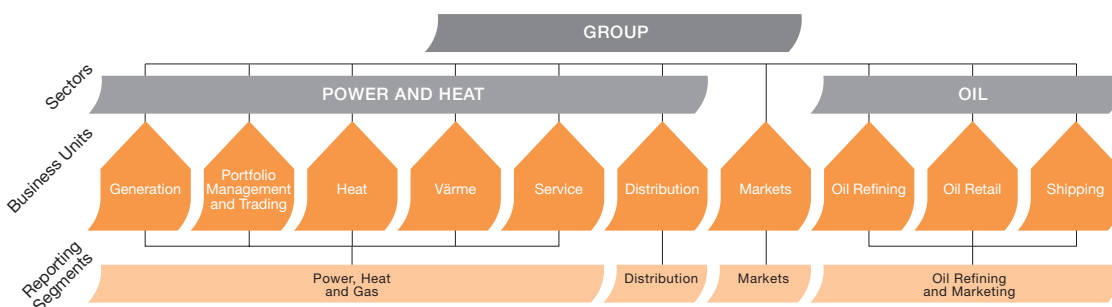 GROUP
Sectors
POWER AND HEAT
OIL
Business Units
Generation
Portfolio
Management
and Trading
Heat
Värme
Service
Distribution
Markets
Oil Refining
Oil Retail
Shipping
Reporting
Segments
Power, Heat
and Gas
Distribution
Markets
Oil Refining
and Marketing